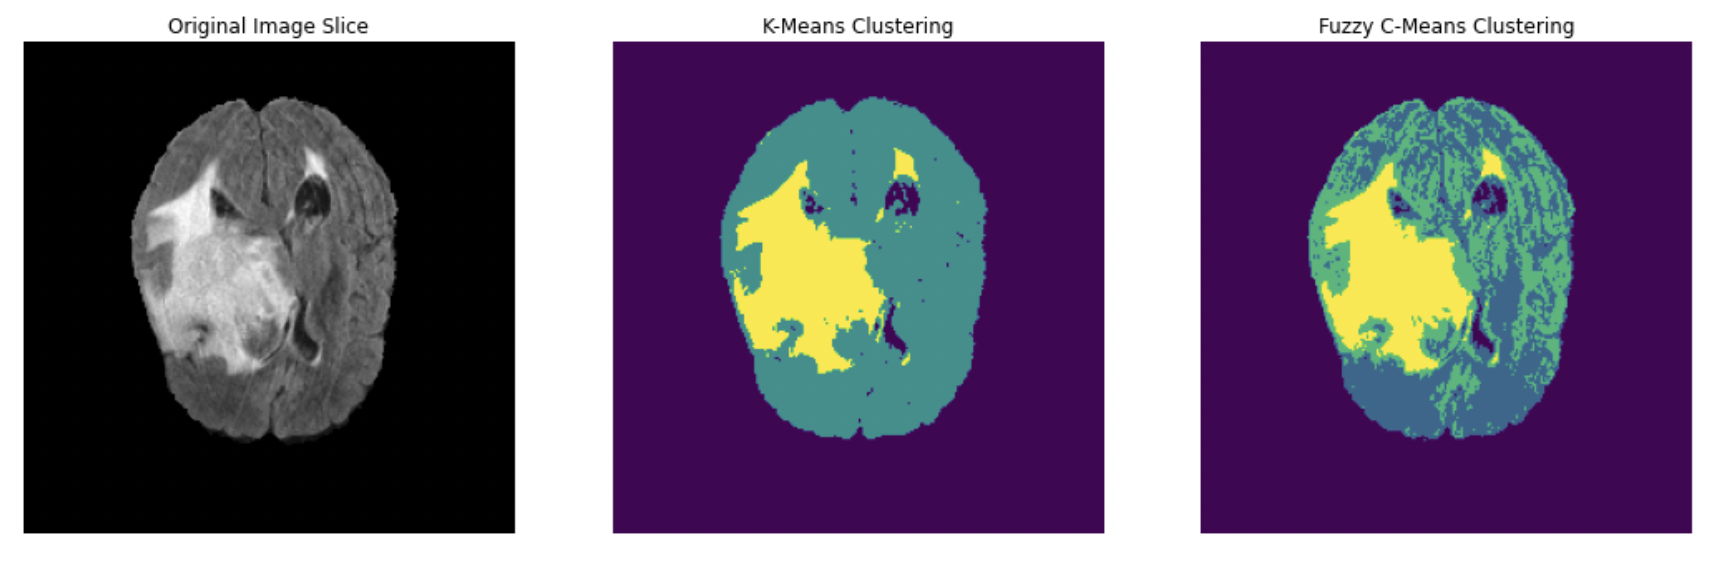 Original Image Slice
K-Means Clustering
Fuzzy C-Means Clustering